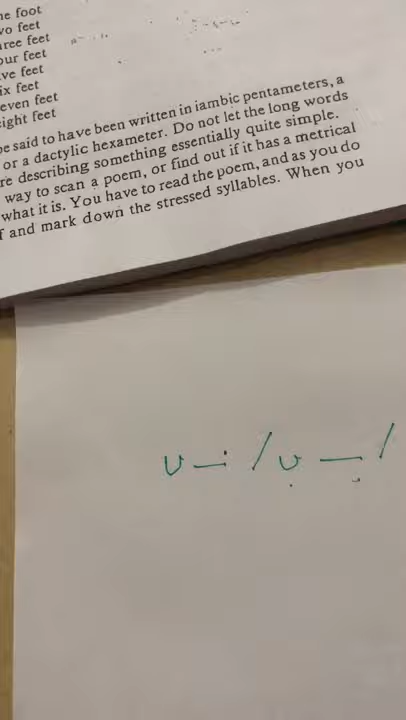 feet
feet
feet
feet
feet
feet
feet
be said to have been written in iambic pentameters, a
or a dactylic hexameter. Do not let the long words
describing something essentially quite simple.
way to scan a poem, or find out if it has a metrical
what it is. You have to read the poem, and as you do
and mark down the stressed syllables. When you
∪ — / ∪ — /